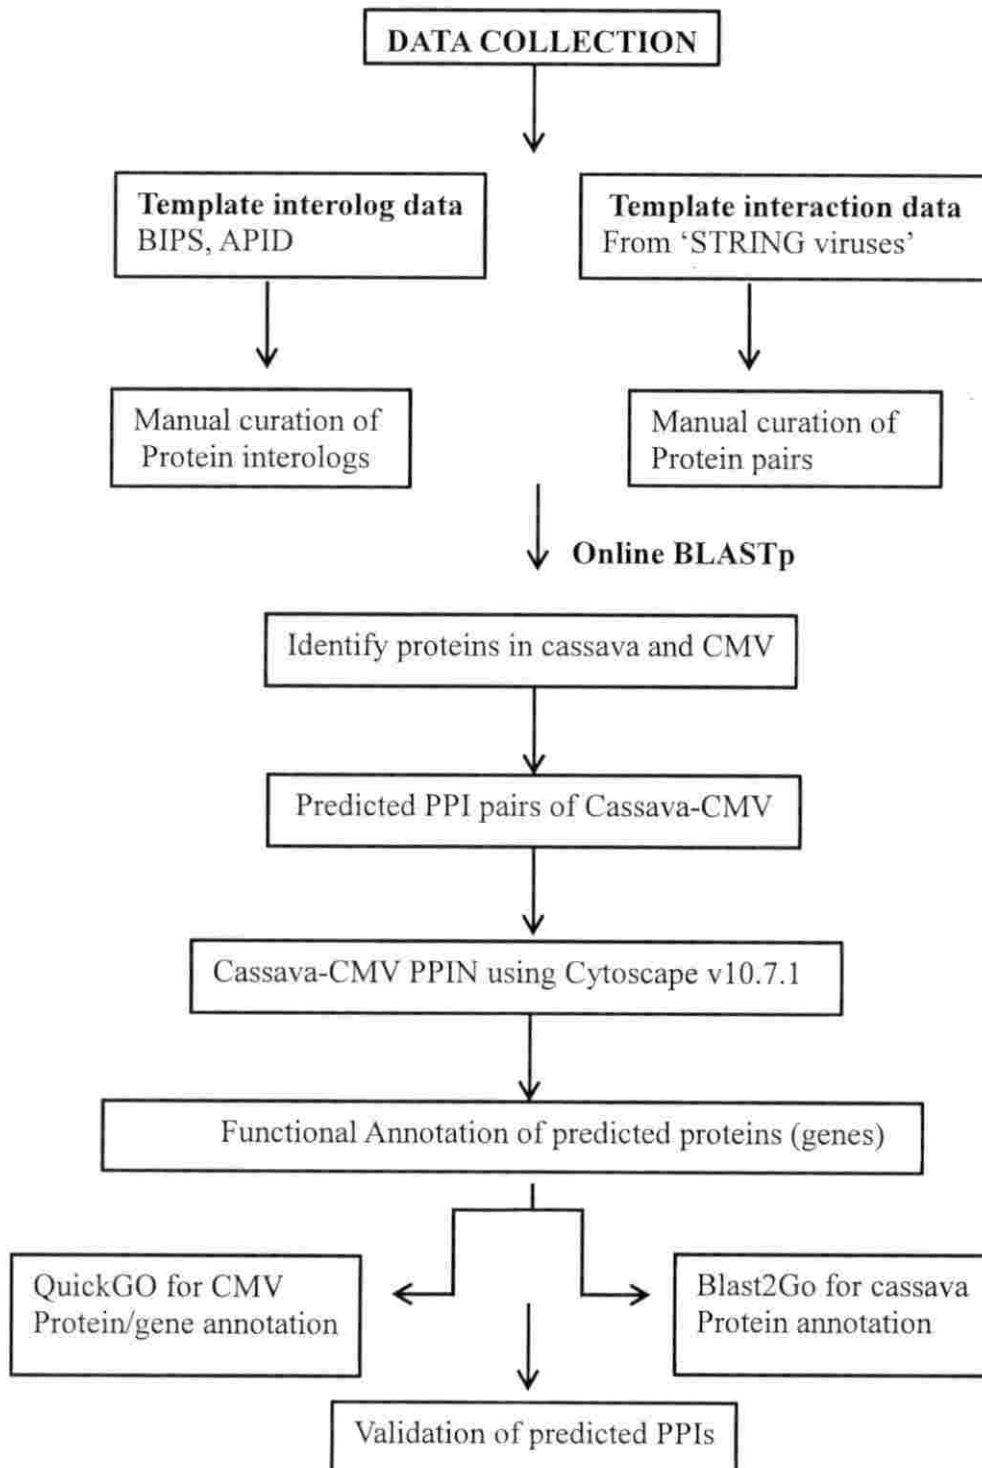 DATA COLLECTION
Template interolog data
BIPS, APID
Template interaction data
From ‘STRING viruses’
Manual curation of
Protein interologs
Manual curation of
Protein pairs
Online BLASTp
Identify proteins in cassava and CMV
Predicted PPI pairs of Cassava-CMV
Cassava-CMV PPIN using Cytoscape v10.7.1
Functional Annotation of predicted proteins (genes)
QuickGO for CMV
Protein/gene annotation
Blast2Go for cassava
Protein annotation
Validation of predicted PPIs